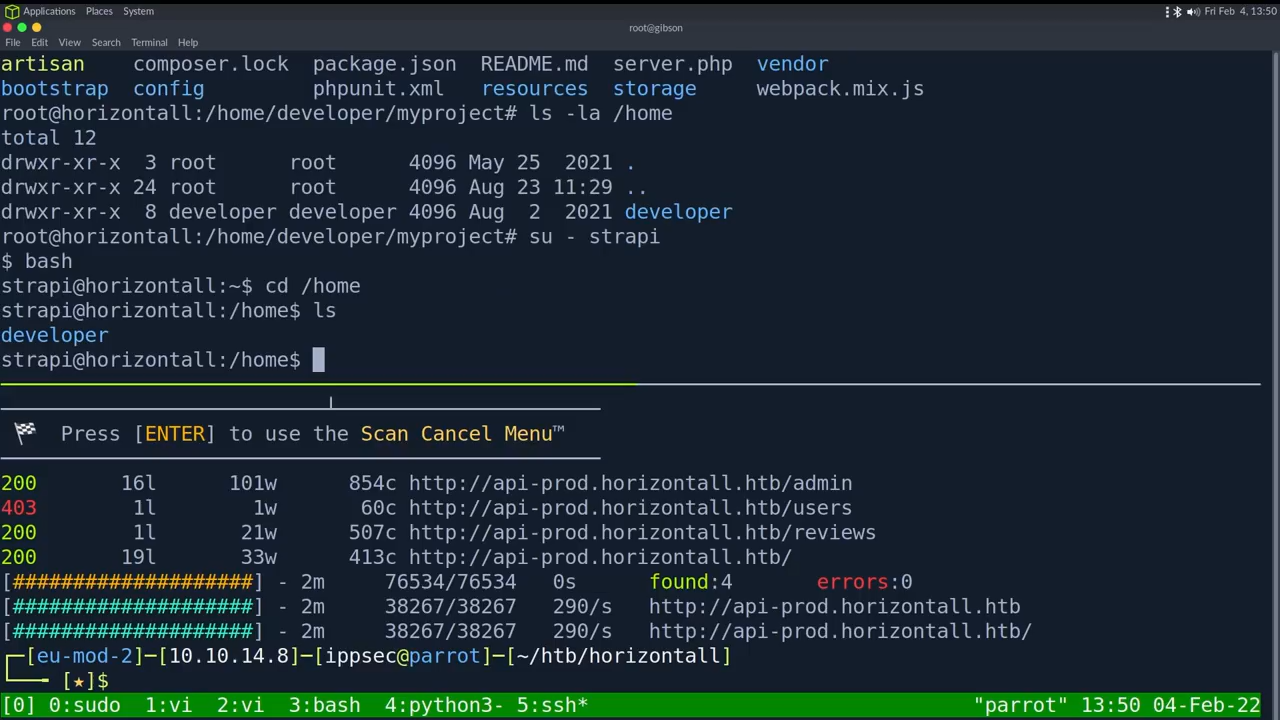 Applications Places System Fri Feb 4, 13:50
root@gibson
File Edit View Search Terminal Help
artisan composer.lock package.json README.md server.php vendor
bootstrap config phpunit.xml resources storage webpack.mix.js
root@horizontall:/home/developer/myproject# ls -la /home
total 12
drwxr-xr-x 3 root root 4096 May 25 2021 .
drwxr-xr-x 24 root root 4096 Aug 23 11:29 ..
drwxr-xr-x 8 developer developer 4096 Aug 2 2021 developer
root@horizontall:/home/developer/myproject# su - strapi
$ bash
strapi@horizontall:~$ cd /home
strapi@horizontall:/home$ ls
developer
strapi@horizontall:/home$
Press [ENTER] to use the Scan Cancel Menu™
200 16l 101w 854c http://api-prod.horizontall.htb/admin
403 1l 1w 60c http://api-prod.horizontall.htb/users
200 1l 21w 507c http://api-prod.horizontall.htb/reviews
200 19l 33w 413c http://api-prod.horizontall.htb/
[####################] - 2m 76534/76534 0s found:4 errors:0
[####################] - 2m 38267/38267 290/s http://api-prod.horizontall.htb
[####################] - 2m 38267/38267 290/s http://api-prod.horizontall.htb/
┌─[eu-mod-2]─[10.10.14.8]─[ippsec@parrot]─[~/htb/horizontall]
└──╼ [★]$
[0] 0:sudo 1:vi 2:vi 3:bash 4:python3- 5:ssh* "parrot" 13:50 04-Feb-22